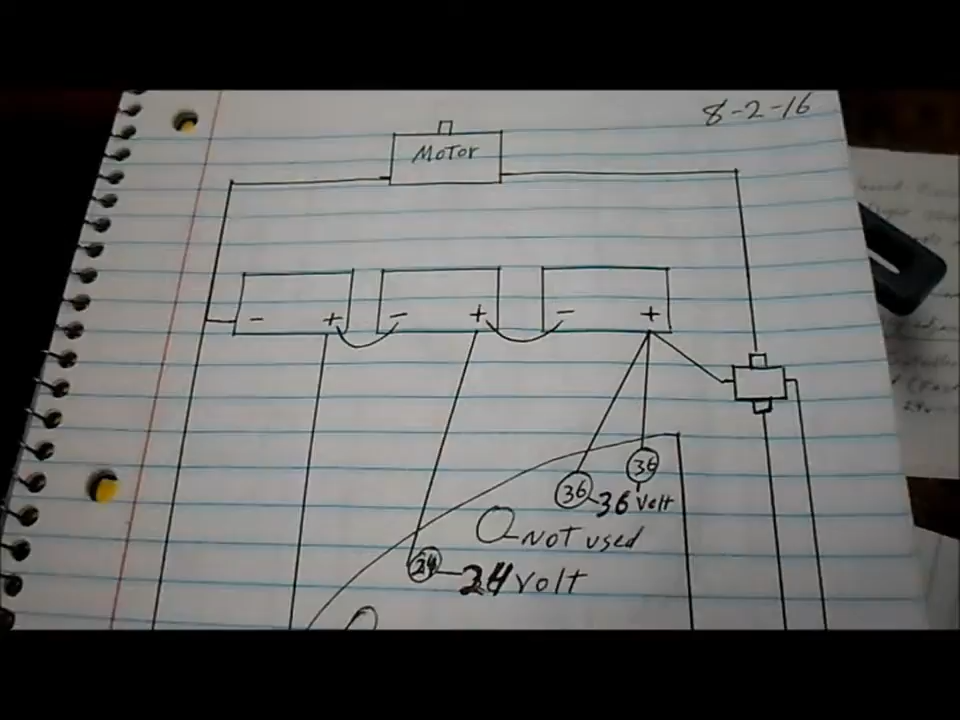 8-2-16
Motor
- + - + - +
36
36
36 Volt
NOT used
24
24 Volt